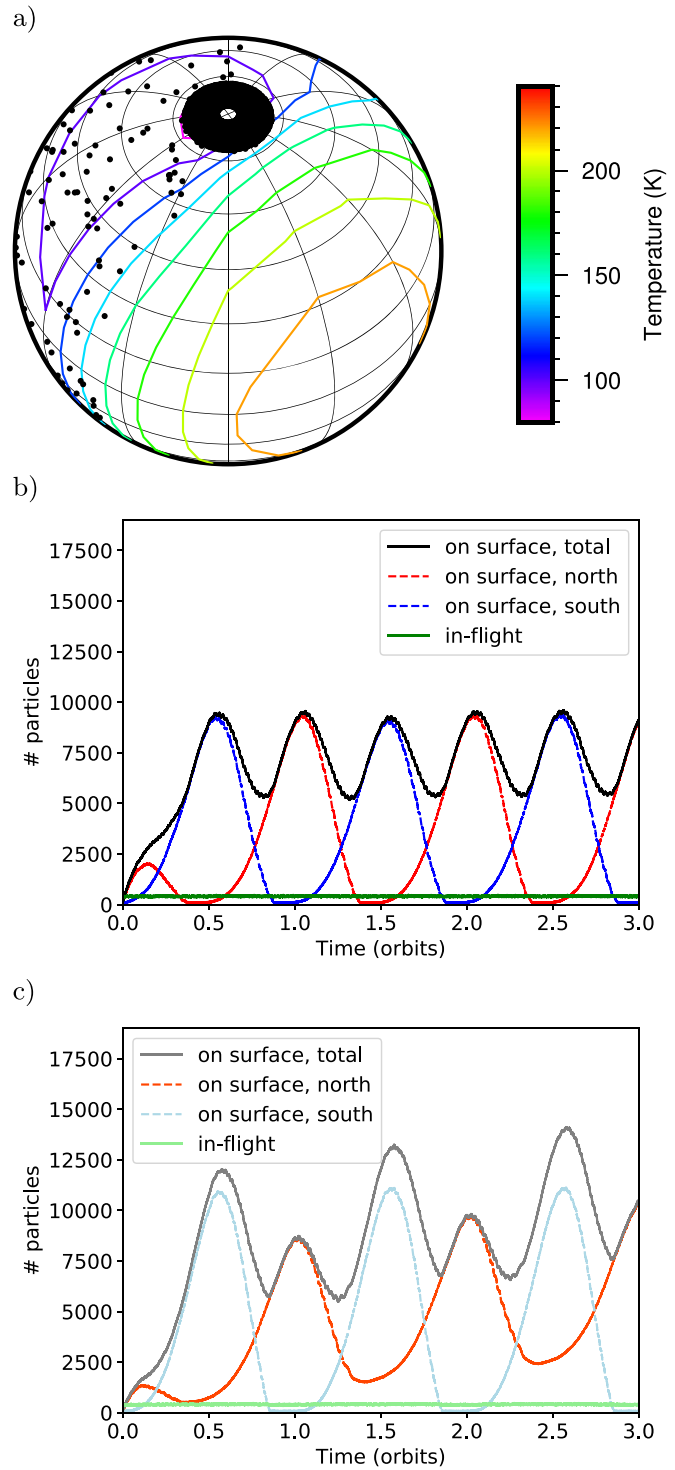 a)
200
150
100
Temperature (K)
b)
17500
15000
12500
10000
7500
5000
2500
0
# particles
on surface, total
on surface, north
on surface, south
in-flight
0.0 0.5 1.0 1.5 2.0 2.5 3.0
Time (orbits)
c)
17500
15000
12500
10000
7500
5000
2500
0
# particles
on surface, total
on surface, north
on surface, south
in-flight
0.0 0.5 1.0 1.5 2.0 2.5 3.0
Time (orbits)